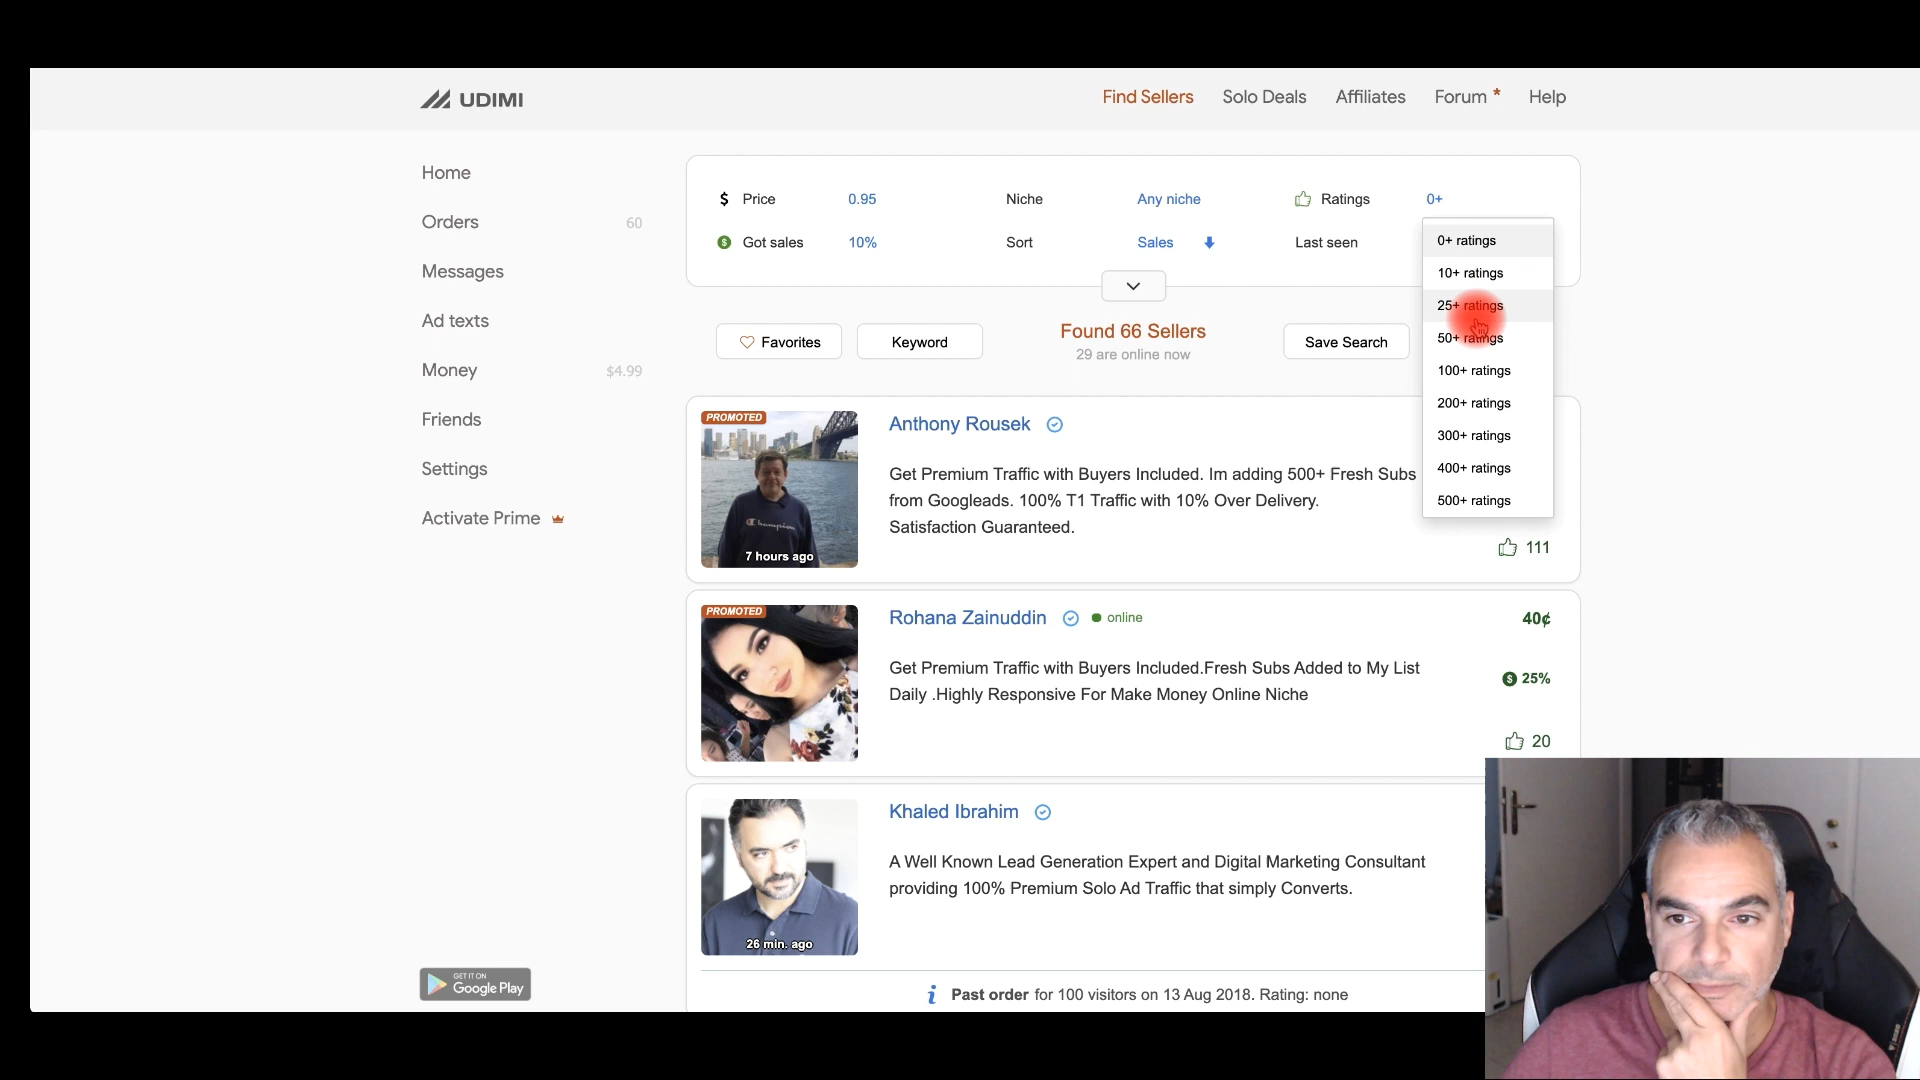 UDIMI
Find Sellers
Solo Deals
Affiliates
Forum *
Help
Home
Orders 60
Messages
Ad texts
Money $4.99
Friends
Settings
Activate Prime
$ Price 0.95
Niche Any niche
Ratings 0+
$ Got sales 10%
Sort Sales
Last seen
0+ ratings
10+ ratings
25+ ratings
50+ ratings
100+ ratings
200+ ratings
300+ ratings
400+ ratings
500+ ratings
Favorites
Keyword
Found 66 Sellers
29 are online now
Save Search
PROMOTED
7 hours ago
Anthony Rousek
Get Premium Traffic with Buyers Included. Im adding 500+ Fresh Subs
from Googleads. 100% T1 Traffic with 10% Over Delivery.
Satisfaction Guaranteed.
111
PROMOTED
Rohana Zainuddin
online
40¢
Get Premium Traffic with Buyers Included.Fresh Subs Added to My List
Daily .Highly Responsive For Make Money Online Niche
$ 25%
20
26 min. ago
Khaled Ibrahim
A Well Known Lead Generation Expert and Digital Marketing Consultant
providing 100% Premium Solo Ad Traffic that simply Converts.
i Past order for 100 visitors on 13 Aug 2018. Rating: none
GET IT ON
Google Play